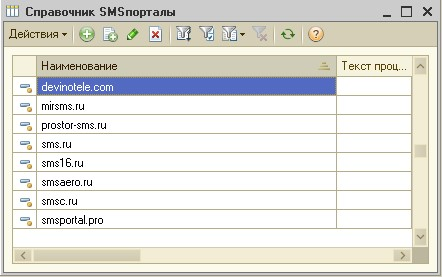 Справочник SMSпорталы
Действия
Наименование Текст проц...
devinotele.com
mirsms.ru
prostor-sms.ru
sms.ru
sms16.ru
smsaero.ru
smsc.ru
smsportal.pro